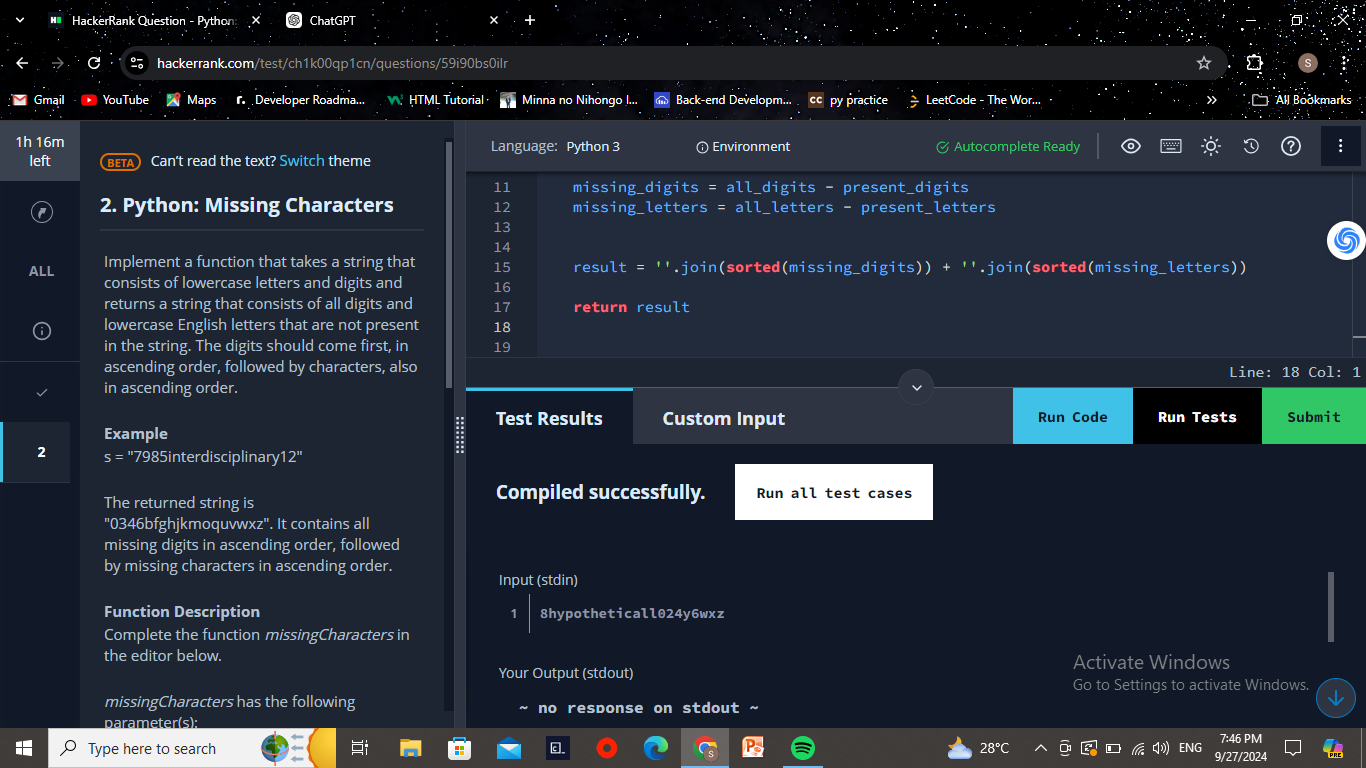 HackerRank Question - Python
ChatGPT
hackerrank.com/test/ch1k00qp1cn/questions/59i90bs0ilr
S
Gmail
YouTube
Maps
r.
Developer Roadma...
HTML Tutorial
Minna no Nihongo I...
Back-end Developm...
CC
py practice
LeetCode - The Wor...
»
All Bookmarks
1h 16m
left
ALL
2
BETA Can't read the text? Switch theme
2. Python: Missing Characters
Implement a function that takes a string that
consists of lowercase letters and digits and
returns a string that consists of all digits and
lowercase English letters that are not present
in the string. The digits should come first, in
ascending order, followed by characters, also
in ascending order.
Example
s = "7985interdisciplinary12"
The returned string is
"0346bfghjkmoquvwxz". It contains all
missing digits in ascending order, followed
by missing characters in ascending order.
Function Description
Complete the function missingCharacters in
the editor below.
missingCharacters has the following
parameter(s):
Language: Python 3
Environment
Autocomplete Ready
11 missing_digits = all_digits - present_digits
12 missing_letters = all_letters - present_letters
13
14
15 result = ''.join(sorted(missing_digits)) + ''.join(sorted(missing_letters))
16
17 return result
18
19
Line: 18 Col: 1
Test Results
Custom Input
Run Code
Run Tests
Submit
Compiled successfully.
Run all test cases
Input (stdin)
1 8hypotheticall024y6wxz
Your Output (stdout)
~ no response on stdout ~
Activate Windows
Go to Settings to activate Windows.
Type here to search
S
28°C
ENG
7:46 PM
9/27/2024
PRE